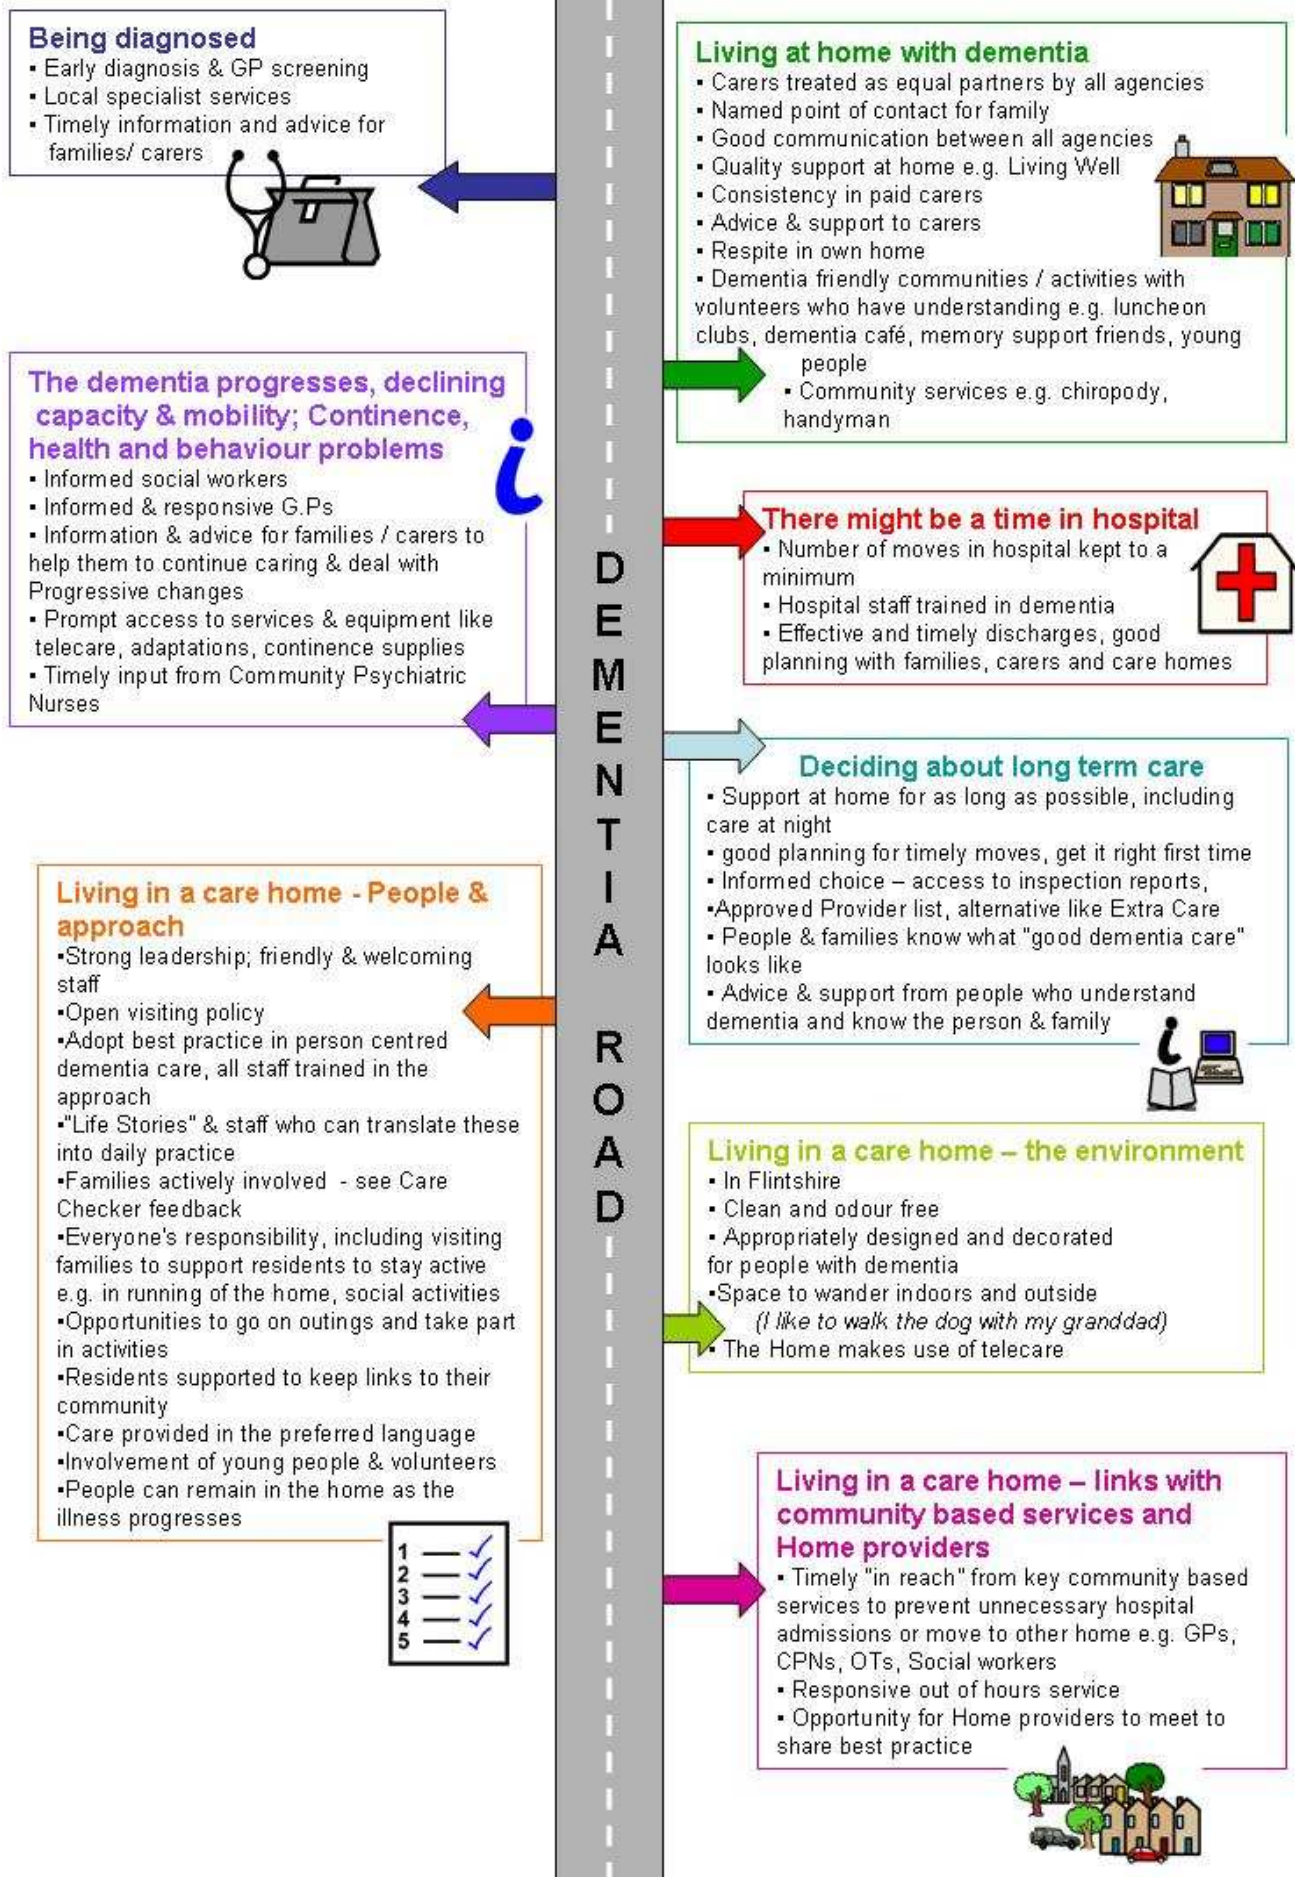 Being diagnosed
▪ Early diagnosis & GP screening
▪ Local specialist services
▪ Timely information and advice for
families/ carers
Living at home with dementia
▪ Carers treated as equal partners by all agencies
▪ Named point of contact for family
▪ Good communication between all agencies
▪ Quality support at home e.g. Living Well
▪ Consistency in paid carers
▪ Advice & support to carers
▪ Respite in own home
▪ Dementia friendly communities / activities with
volunteers who have understanding e.g. luncheon
clubs, dementia café, memory support friends, young
people
▪ Community services e.g. chiropody,
handyman
The dementia progresses, declining
capacity & mobility; Continence,
health and behaviour problems
▪ Informed social workers
▪ Informed & responsive G.Ps
▪ Information & advice for families / carers to
help them to continue caring & deal with
Progressive changes
▪ Prompt access to services & equipment like
telecare, adaptations, continence supplies
▪ Timely input from Community Psychiatric
Nurses
i
There might be a time in hospital
▪ Number of moves in hospital kept to a
minimum
▪ Hospital staff trained in dementia
▪ Effective and timely discharges, good
planning with families, carers and care homes
DEMENTIA ROAD
Deciding about long term care
▪ Support at home for as long as possible, including
care at night
▪ good planning for timely moves, get it right first time
▪ Informed choice – access to inspection reports,
▪Approved Provider list, alternative like Extra Care
▪ People & families know what "good dementia care"
looks like
▪ Advice & support from people who understand
dementia and know the person & family
i
Living in a care home - People &
approach
▪Strong leadership; friendly & welcoming
staff
▪Open visiting policy
▪Adopt best practice in person centred
dementia care, all staff trained in the
approach
▪"Life Stories" & staff who can translate these
into daily practice
▪Families actively involved - see Care
Checker feedback
▪Everyone's responsibility, including visiting
families to support residents to stay active
e.g. in running of the home, social activities
▪Opportunities to go on outings and take part
in activities
▪Residents supported to keep links to their
community
▪Care provided in the preferred language
▪Involvement of young people & volunteers
▪People can remain in the home as the
illness progresses
1
2
3
4
5
Living in a care home – the environment
▪ In Flintshire
▪ Clean and odour free
▪ Appropriately designed and decorated
for people with dementia
▪Space to wander indoors and outside
(I like to walk the dog with my granddad)
▪ The Home makes use of telecare
Living in a care home – links with
community based services and
Home providers
▪ Timely "in reach" from key community based
services to prevent unnecessary hospital
admissions or move to other home e.g. GPs,
CPNs, OTs, Social workers
▪ Responsive out of hours service
▪ Opportunity for Home providers to meet to
share best practice